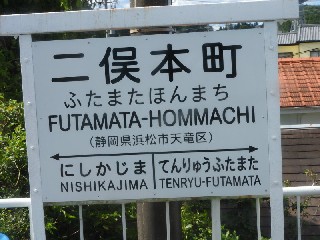 二俣本町
ふたまたほんまち
FUTAMATA-HOMMACHI
(静岡県浜松市天竜区)
にしかじま てんりゅうふたまた
NISHIKAJIMA TENRYU-FUTAMATA